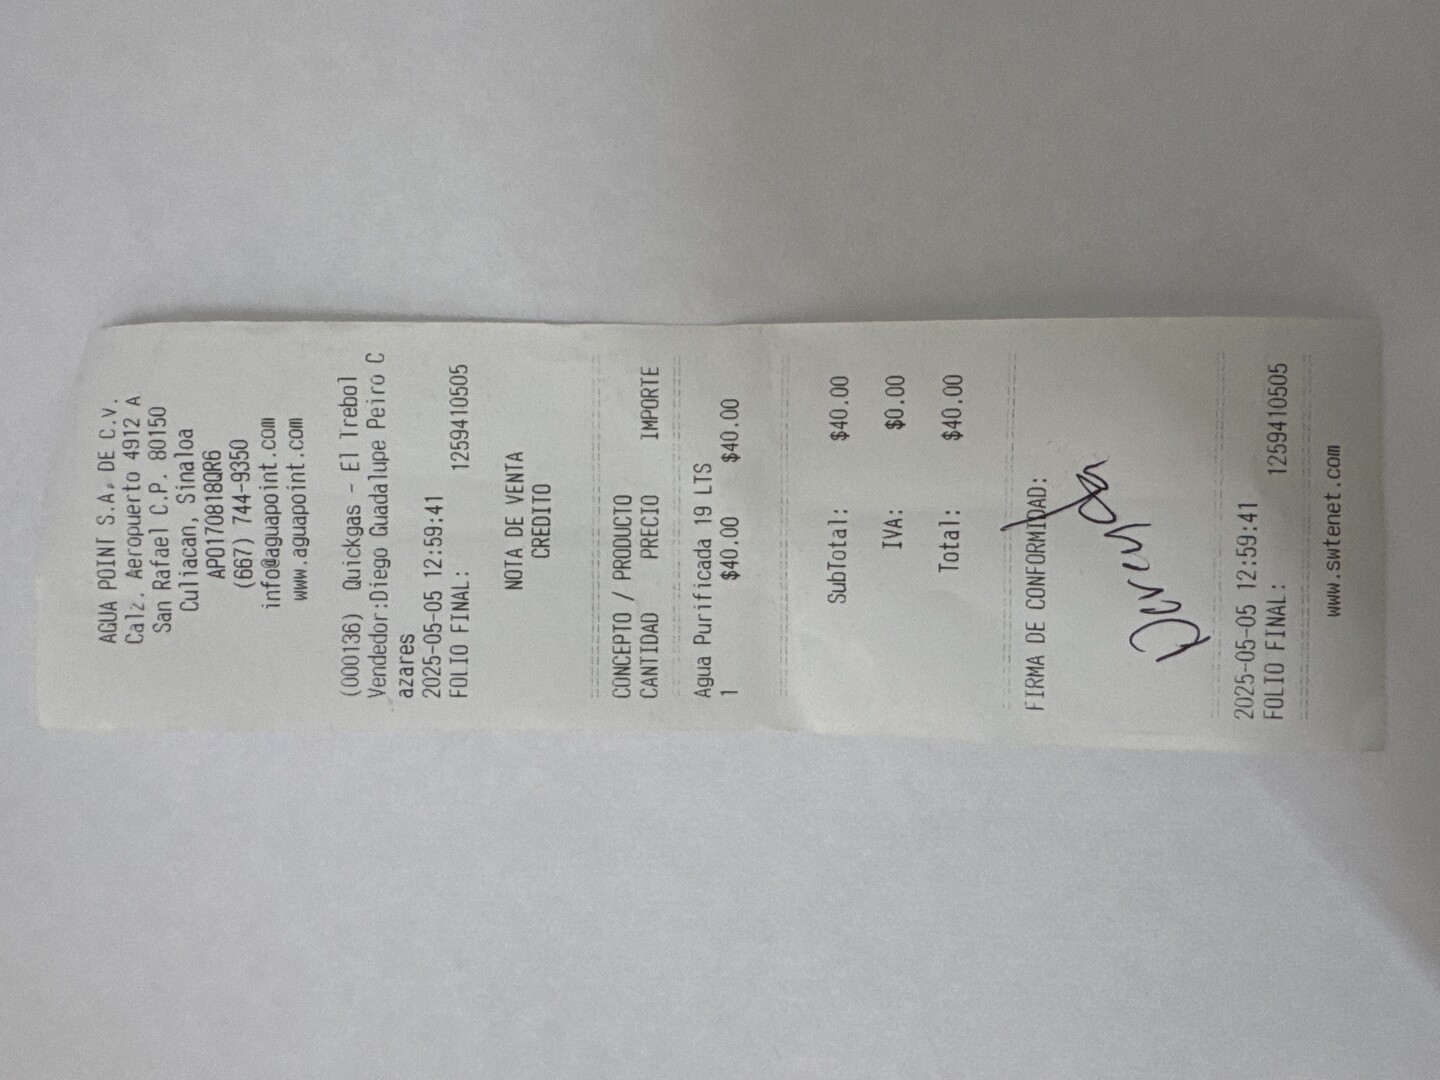 AGUA POINT S.A. DE C.V.
Calz. Aeropuerto 4912 A
San Rafael C.P. 80150
Culiacan, Sinaloa
APO170818QR6
(667) 744-9350
info@aguapoint.com
www.aguapoint.com
(000136) Quickgas - El Trebol
Vendedor:Diego Guadalupe Peiro C
azares
2025-05-05 12:59:41
FOLIO FINAL: 1259410505
NOTA DE VENTA
CREDITO
CONCEPTO / PRODUCTO
CANTIDAD PRECIO IMPORTE
Agua Purificada 19 LTS
1 $40.00 $40.00
SubTotal: $40.00
IVA: $0.00
Total: $40.00
FIRMA DE CONFORMIDAD:
2025-05-05 12:59:41
FOLIO FINAL: 1259410505
www.swtenet.com